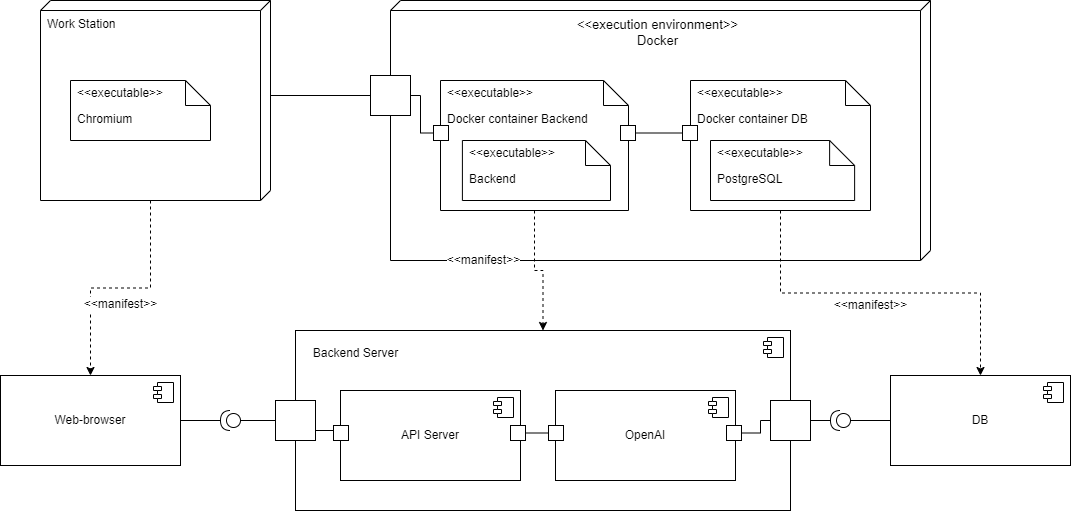 Work Station
<<executable>>
Chromium
<<execution environment>>
Docker
<<executable>>
Docker container Backend
<<executable>>
Backend
<<executable>>
Docker container DB
<<executable>>
PostgreSQL
<<manifest>>
<<manifest>>
<<manifest>>
Backend Server
Web-browser
API Server
OpenAI
DB